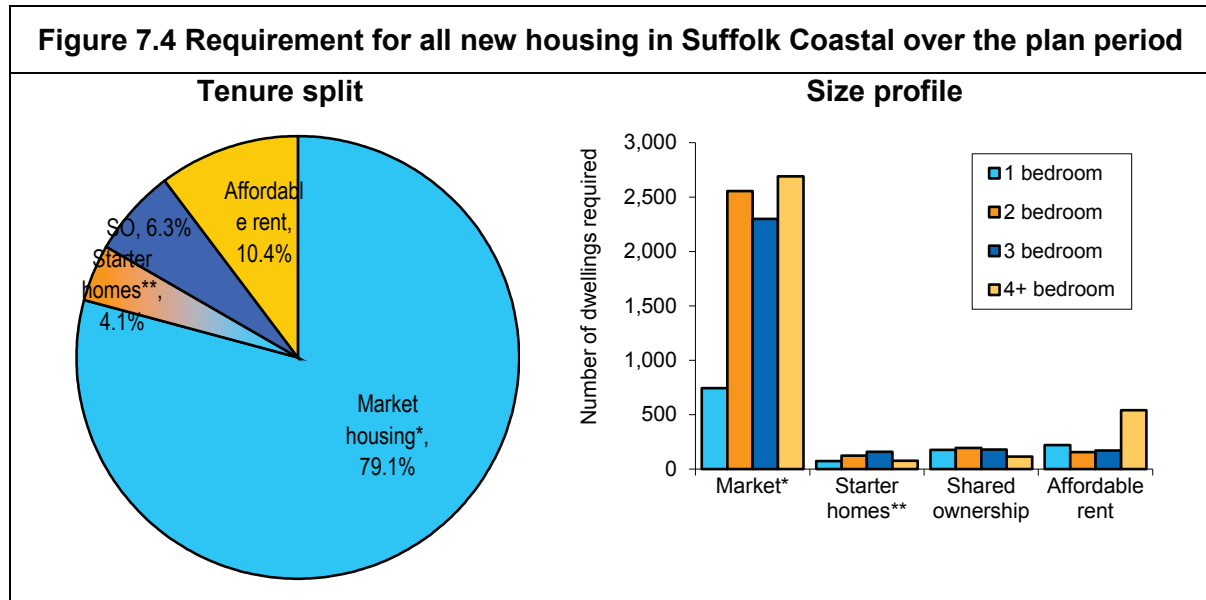 Figure 7.4 Requirement for all new housing in Suffolk Coastal over the plan period
Tenure split
Affordabl
e rent,
10.4%
SO, 6.3%
Starter
homes**,
4.1%
Market
housing*,
79.1%
Size profile
Number of dwellings required
3,000
2,500
2,000
1,500
1,000
500
0
1 bedroom
2 bedroom
3 bedroom
4+ bedroom
Market*
Starter
homes**
Shared
ownership
Affordable
rent